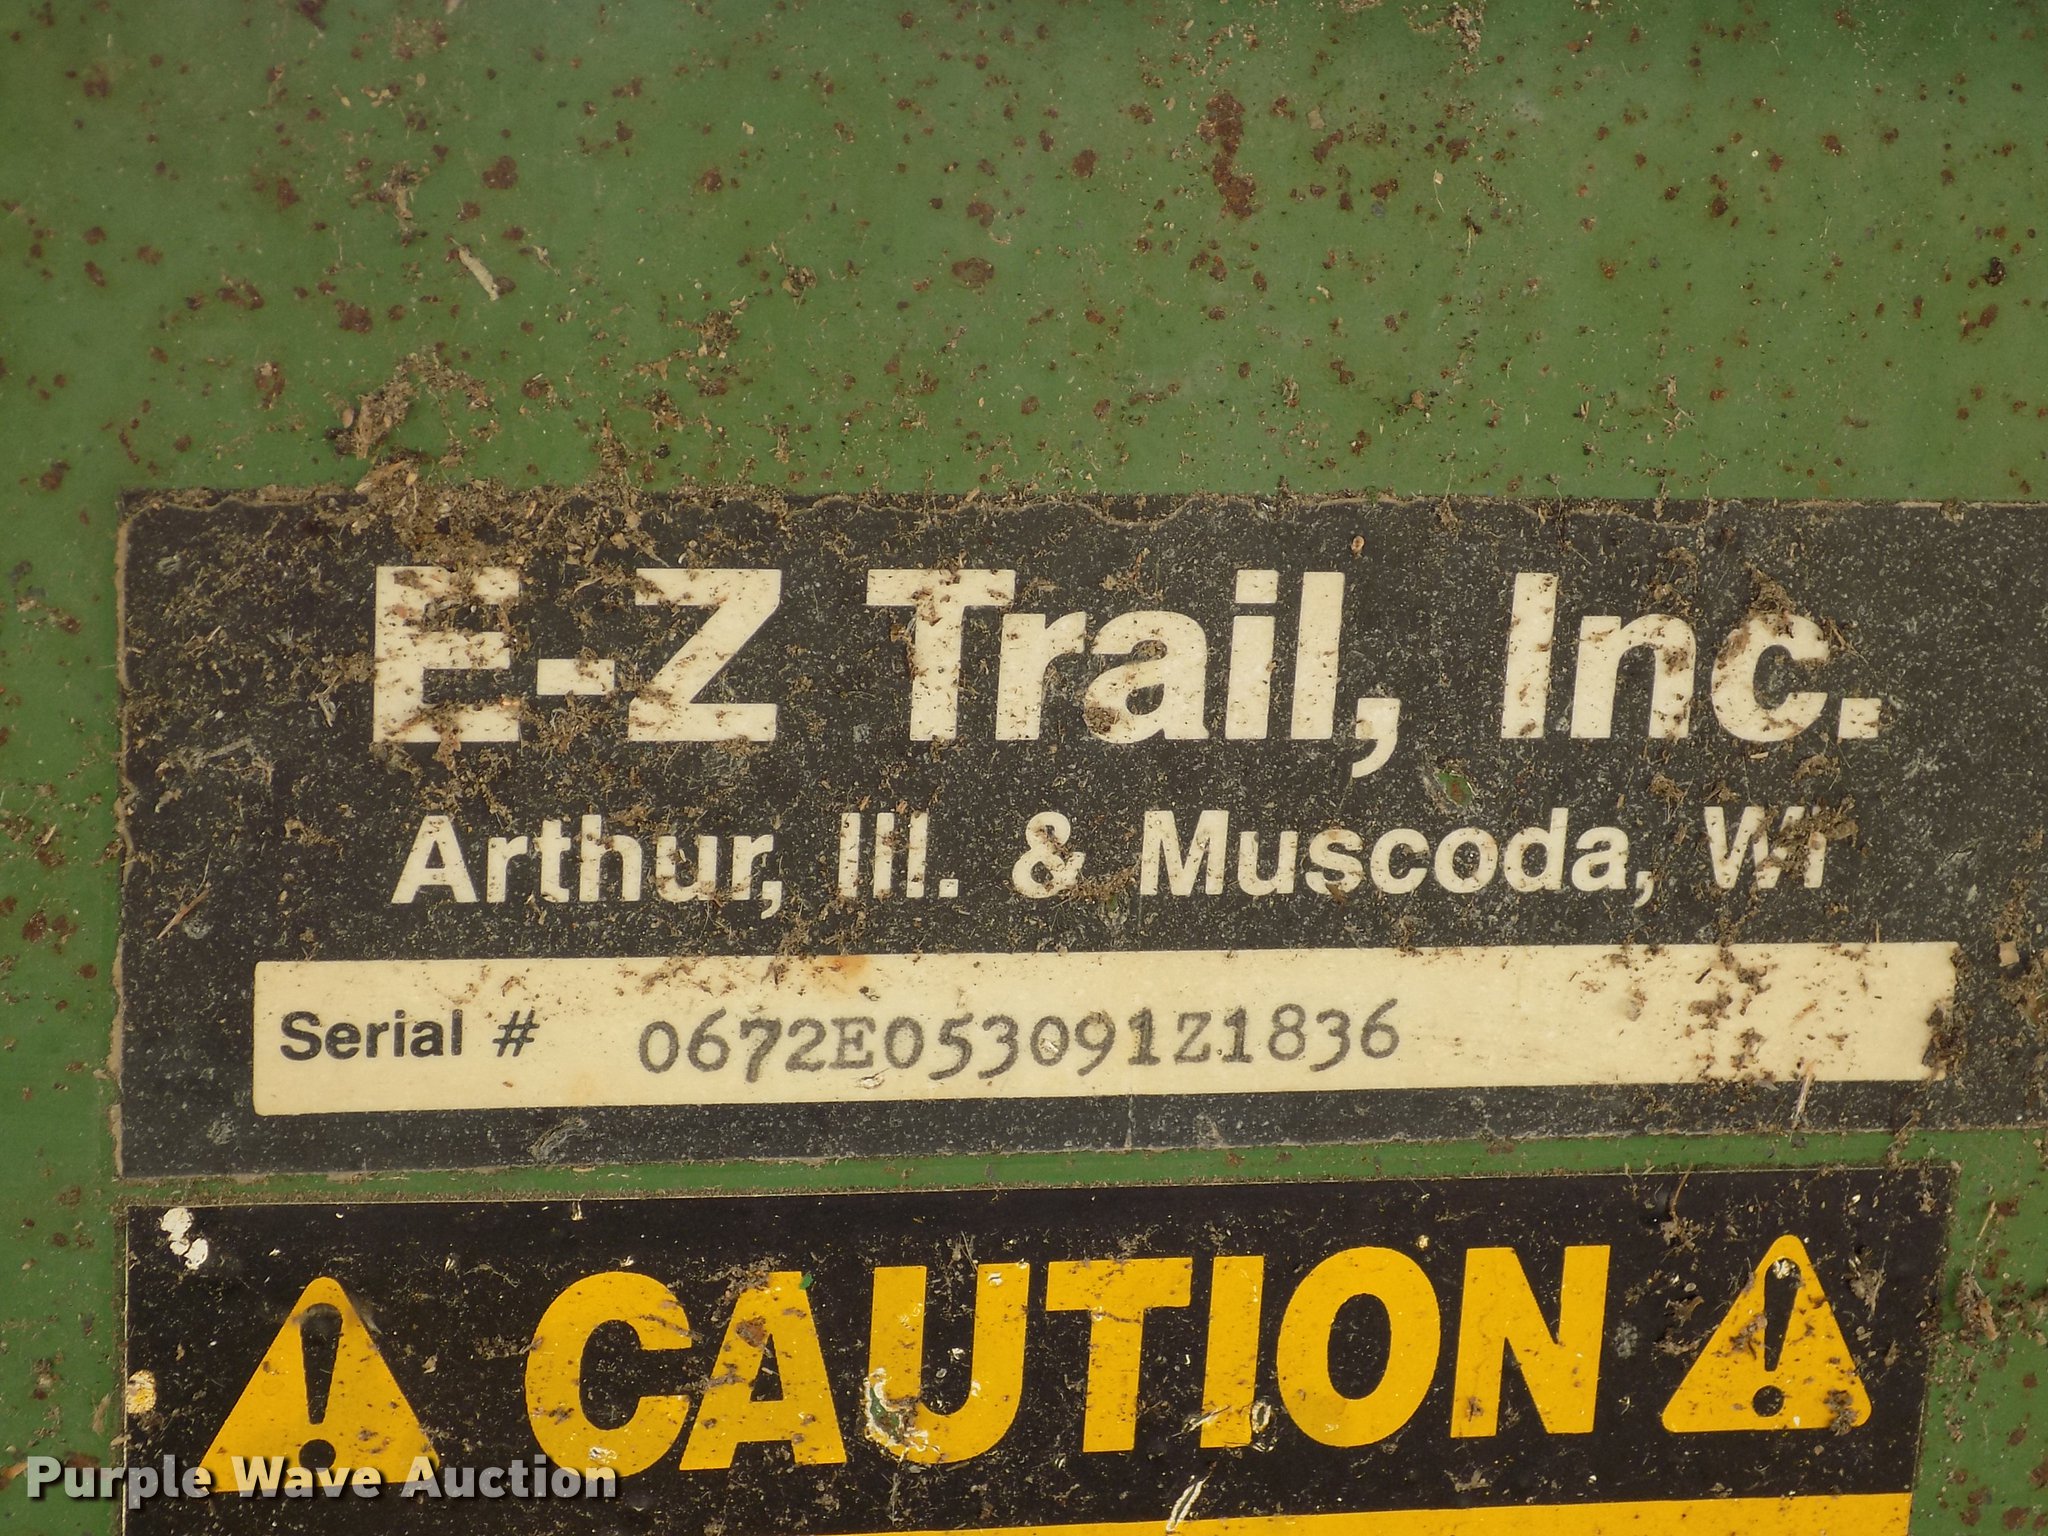 E-Z Trail, Inc.
Arthur, Ill. & Muscoda, WI
Serial # 0672E053091Z1836
CAUTION
Purple Wave Auction